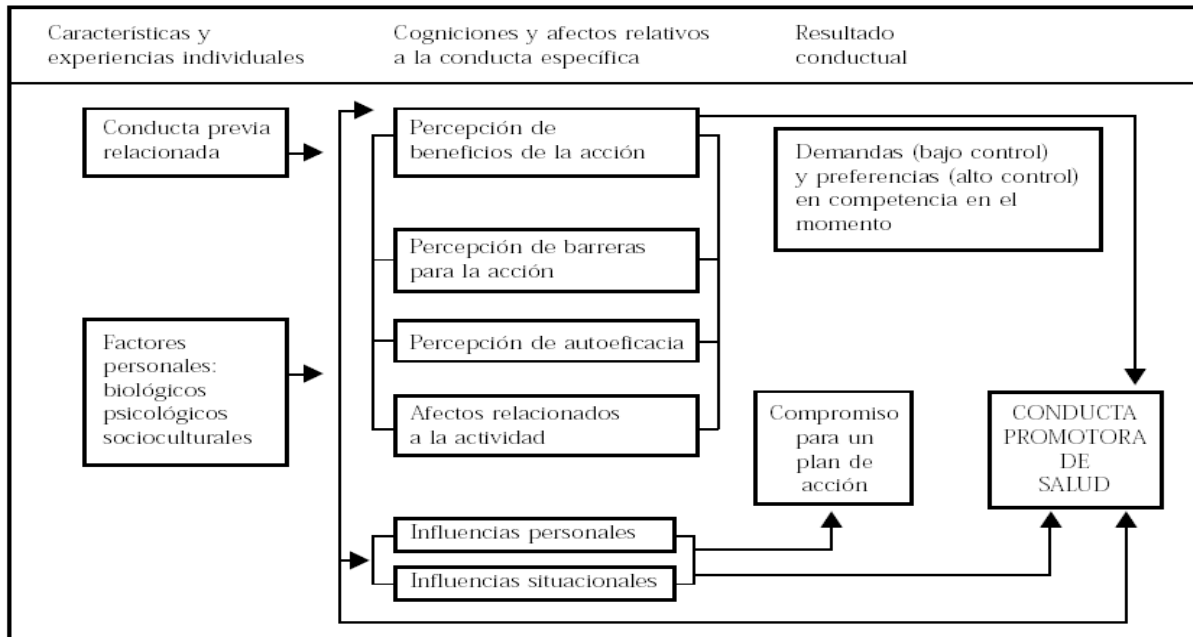 Características y
experiencias individuales
Cogniciones y afectos relativos
a la conducta específica
Resultado
conductual
Conducta previa
relacionada
Factores
personales:
biológicos
psicológicos
socioculturales
Percepción de
beneficios de la acción
Percepción de barreras
para la acción
Percepción de autoeficacia
Afectos relacionados
a la actividad
Influencias personales
Influencias situacionales
Demandas (bajo control)
y preferencias (alto control)
en competencia en el
momento
Compromiso
para un
plan de
acción
CONDUCTA
PROMOTORA
DE
SALUD